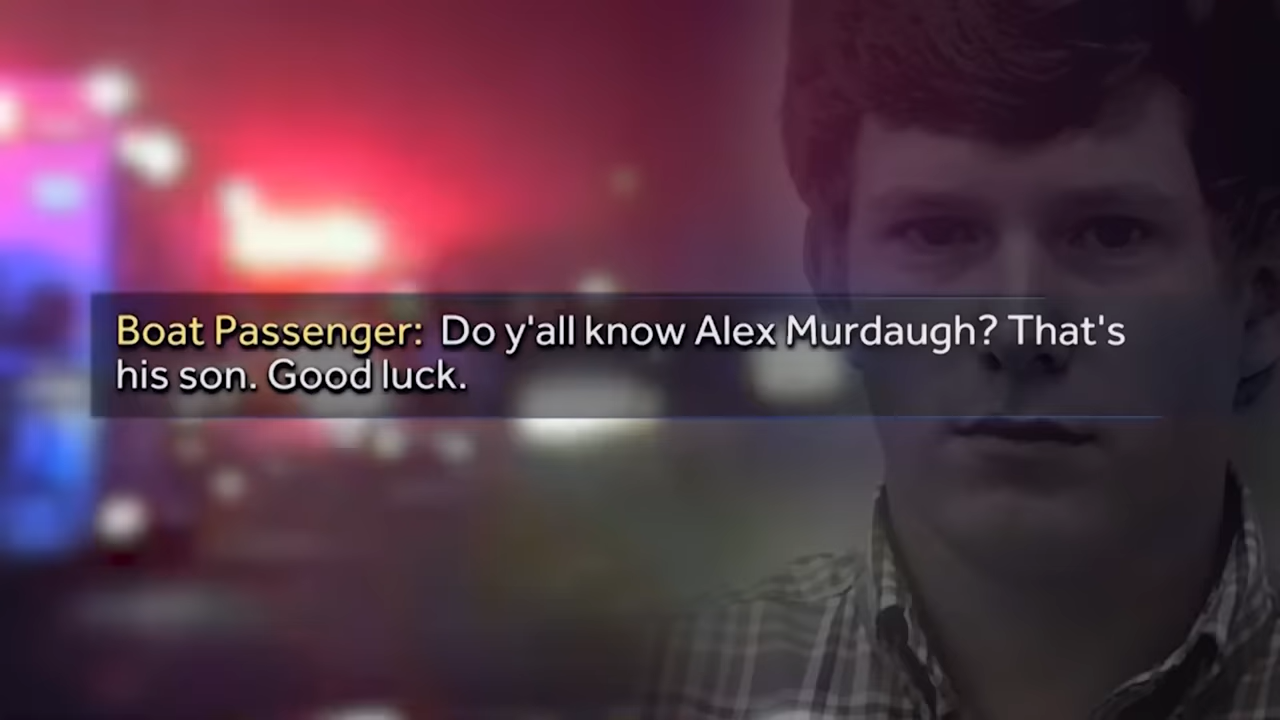 Boat Passenger: Do y'all know Alex Murdaugh? That's
his son. Good luck.